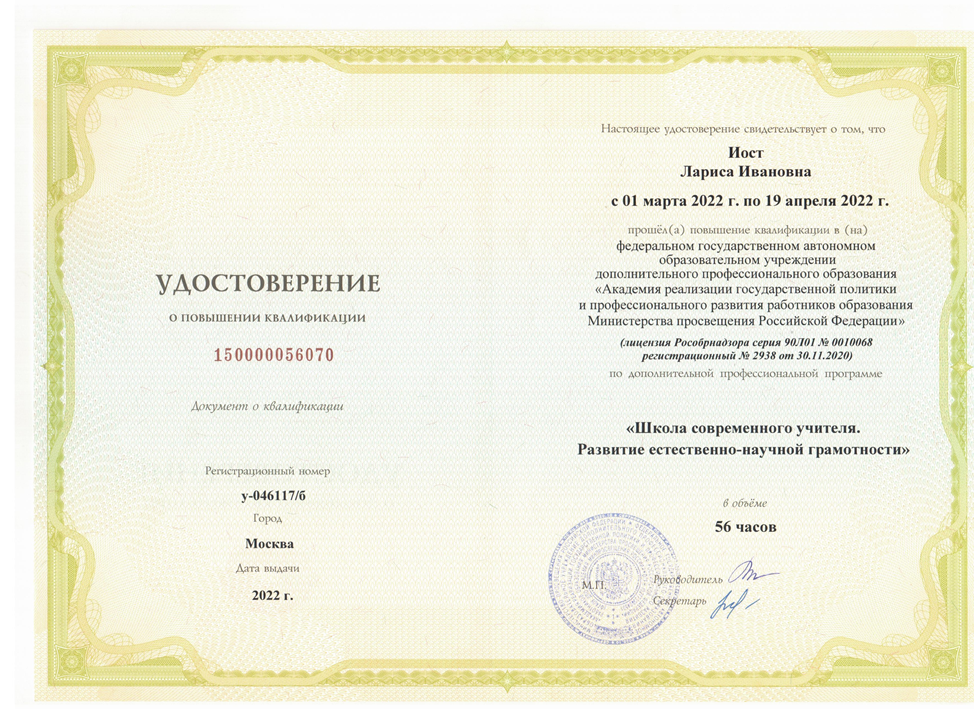 УДОСТОВЕРЕНИЕ
О ПОВЫШЕНИИ КВАЛИФИКАЦИИ
150000056070
Документ о квалификации
Регистрационный номер
у-046117/б
Город
Москва
Дата выдачи
2022 г.
Настоящее удостоверение свидетельствует о том, что
Иост
Лариса Ивановна
с 01 марта 2022 г. по 19 апреля 2022 г.
прошёл(а) повышение квалификации в (на)
федеральном государственном автономном
образовательном учреждении
дополнительного профессионального образования
«Академия реализации государственной политики
и профессионального развития работников образования
Министерства просвещения Российской Федерации»
(лицензия Рособрнадзора серия 90Л01 № 0010068
регистрационный № 2938 от 30.11.2020)
по дополнительной профессиональной программе
«Школа современного учителя.
Развитие естественно-научной грамотности»
в объёме
56 часов
М.П.
Руководитель
Секретарь